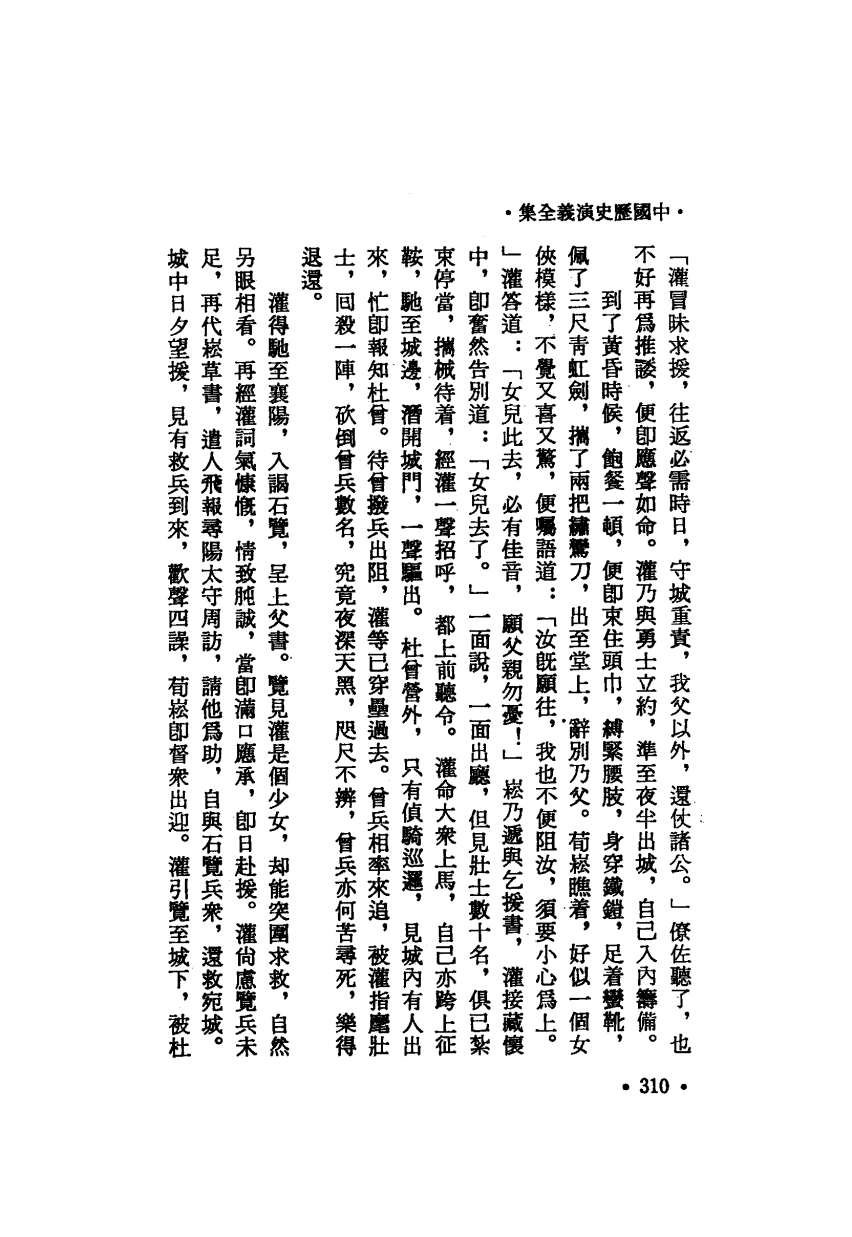 •中國歷史演義全集•
「灌冒昧求援，往返必需時日，守城重責，我父以外，還仗諸公。」僚佐聽了，也
不好再爲推諉，便卽應聲如命。灌乃與勇士立約，準至夜半出城，自己入內籌備。
到了黃昏時候，飽餐一頓，便卽束住頭巾，縛緊腰肢，身穿鐵鎧，足着蠻靴，
佩了三尺靑虹劍，攜了兩把繡鸞刀，出至堂上，辭別乃父。荀崧瞧着，好似一個女
俠模樣，不覺又喜又驚，便囑語道：「汝旣願往，我也不便阻汝，須要小心爲上。
」灌答道：「女兒此去，必有佳音，願父親勿憂！」崧乃遞與乞援書，灌接藏懷
中，卽奮然告別道：「女兒去了。」一面說，一面出廳，但見壯士數十名，俱已紮
束停當，攜械待着，經灌一聲招呼，都上前聽令。灌命大衆上馬，自己亦跨上征
鞍，馳至城邊，潛開城門，一聲驅出。杜曾營外，只有偵騎巡邏，見城內有人出
來，忙卽報知杜曾。待曾撥兵出阻，灌等已穿壘過去。曾兵相率來追，被灌指麾壯
士，回殺一陣，砍倒曾兵數名，究竟夜深天黑，咫尺不辨，曾兵亦何苦尋死，樂得
退還。
灌得馳至襄陽，入謁石覽，呈上父書。覽見灌是個少女，却能突圍求救，自然
另眼相看。再經灌詞氣慷慨，情致肫誠，當卽滿口應承，卽日赴援。灌尙慮覽兵未
足，再代崧草書，遣人飛報尋陽太守周訪，請他爲助，自與石覽兵衆，還救宛城。
城中日夕望援，見有救兵到來，歡聲四譟，荀崧卽督衆出迎。灌引覽至城下，被杜
•310•